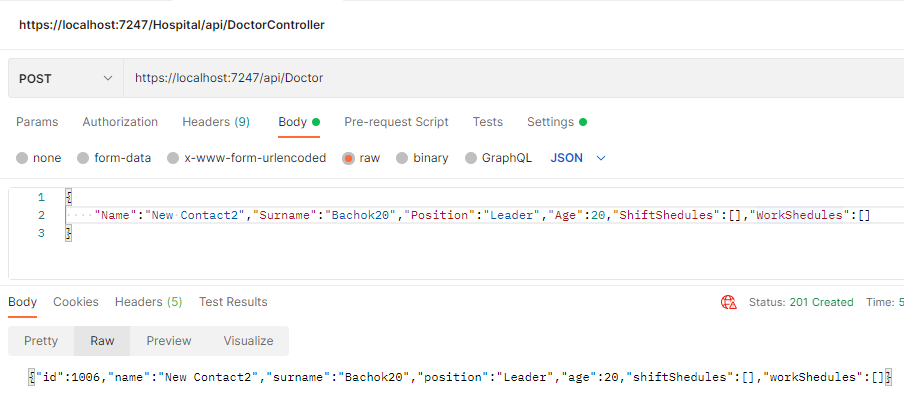 https://localhost:7247/Hospital/api/DoctorController
POST https://localhost:7247/api/Doctor
Params Authorization Headers (9) Body Pre-request Script Tests Settings
none form-data x-www-form-urlencoded raw binary GraphQL JSON
1 {
2 "Name":"New Contact2","Surname":"Bachok20","Position":"Leader","Age":20,"ShiftShedules":[],"WorkShedules":[]
3 }
Body Cookies Headers (5) Test Results Status: 201 Created Time: 5
Pretty Raw Preview Visualize
{"id":1006,"name":"New Contact2","surname":"Bachok20","position":"Leader","age":20,"shiftShedules":[],"workShedules":[]}